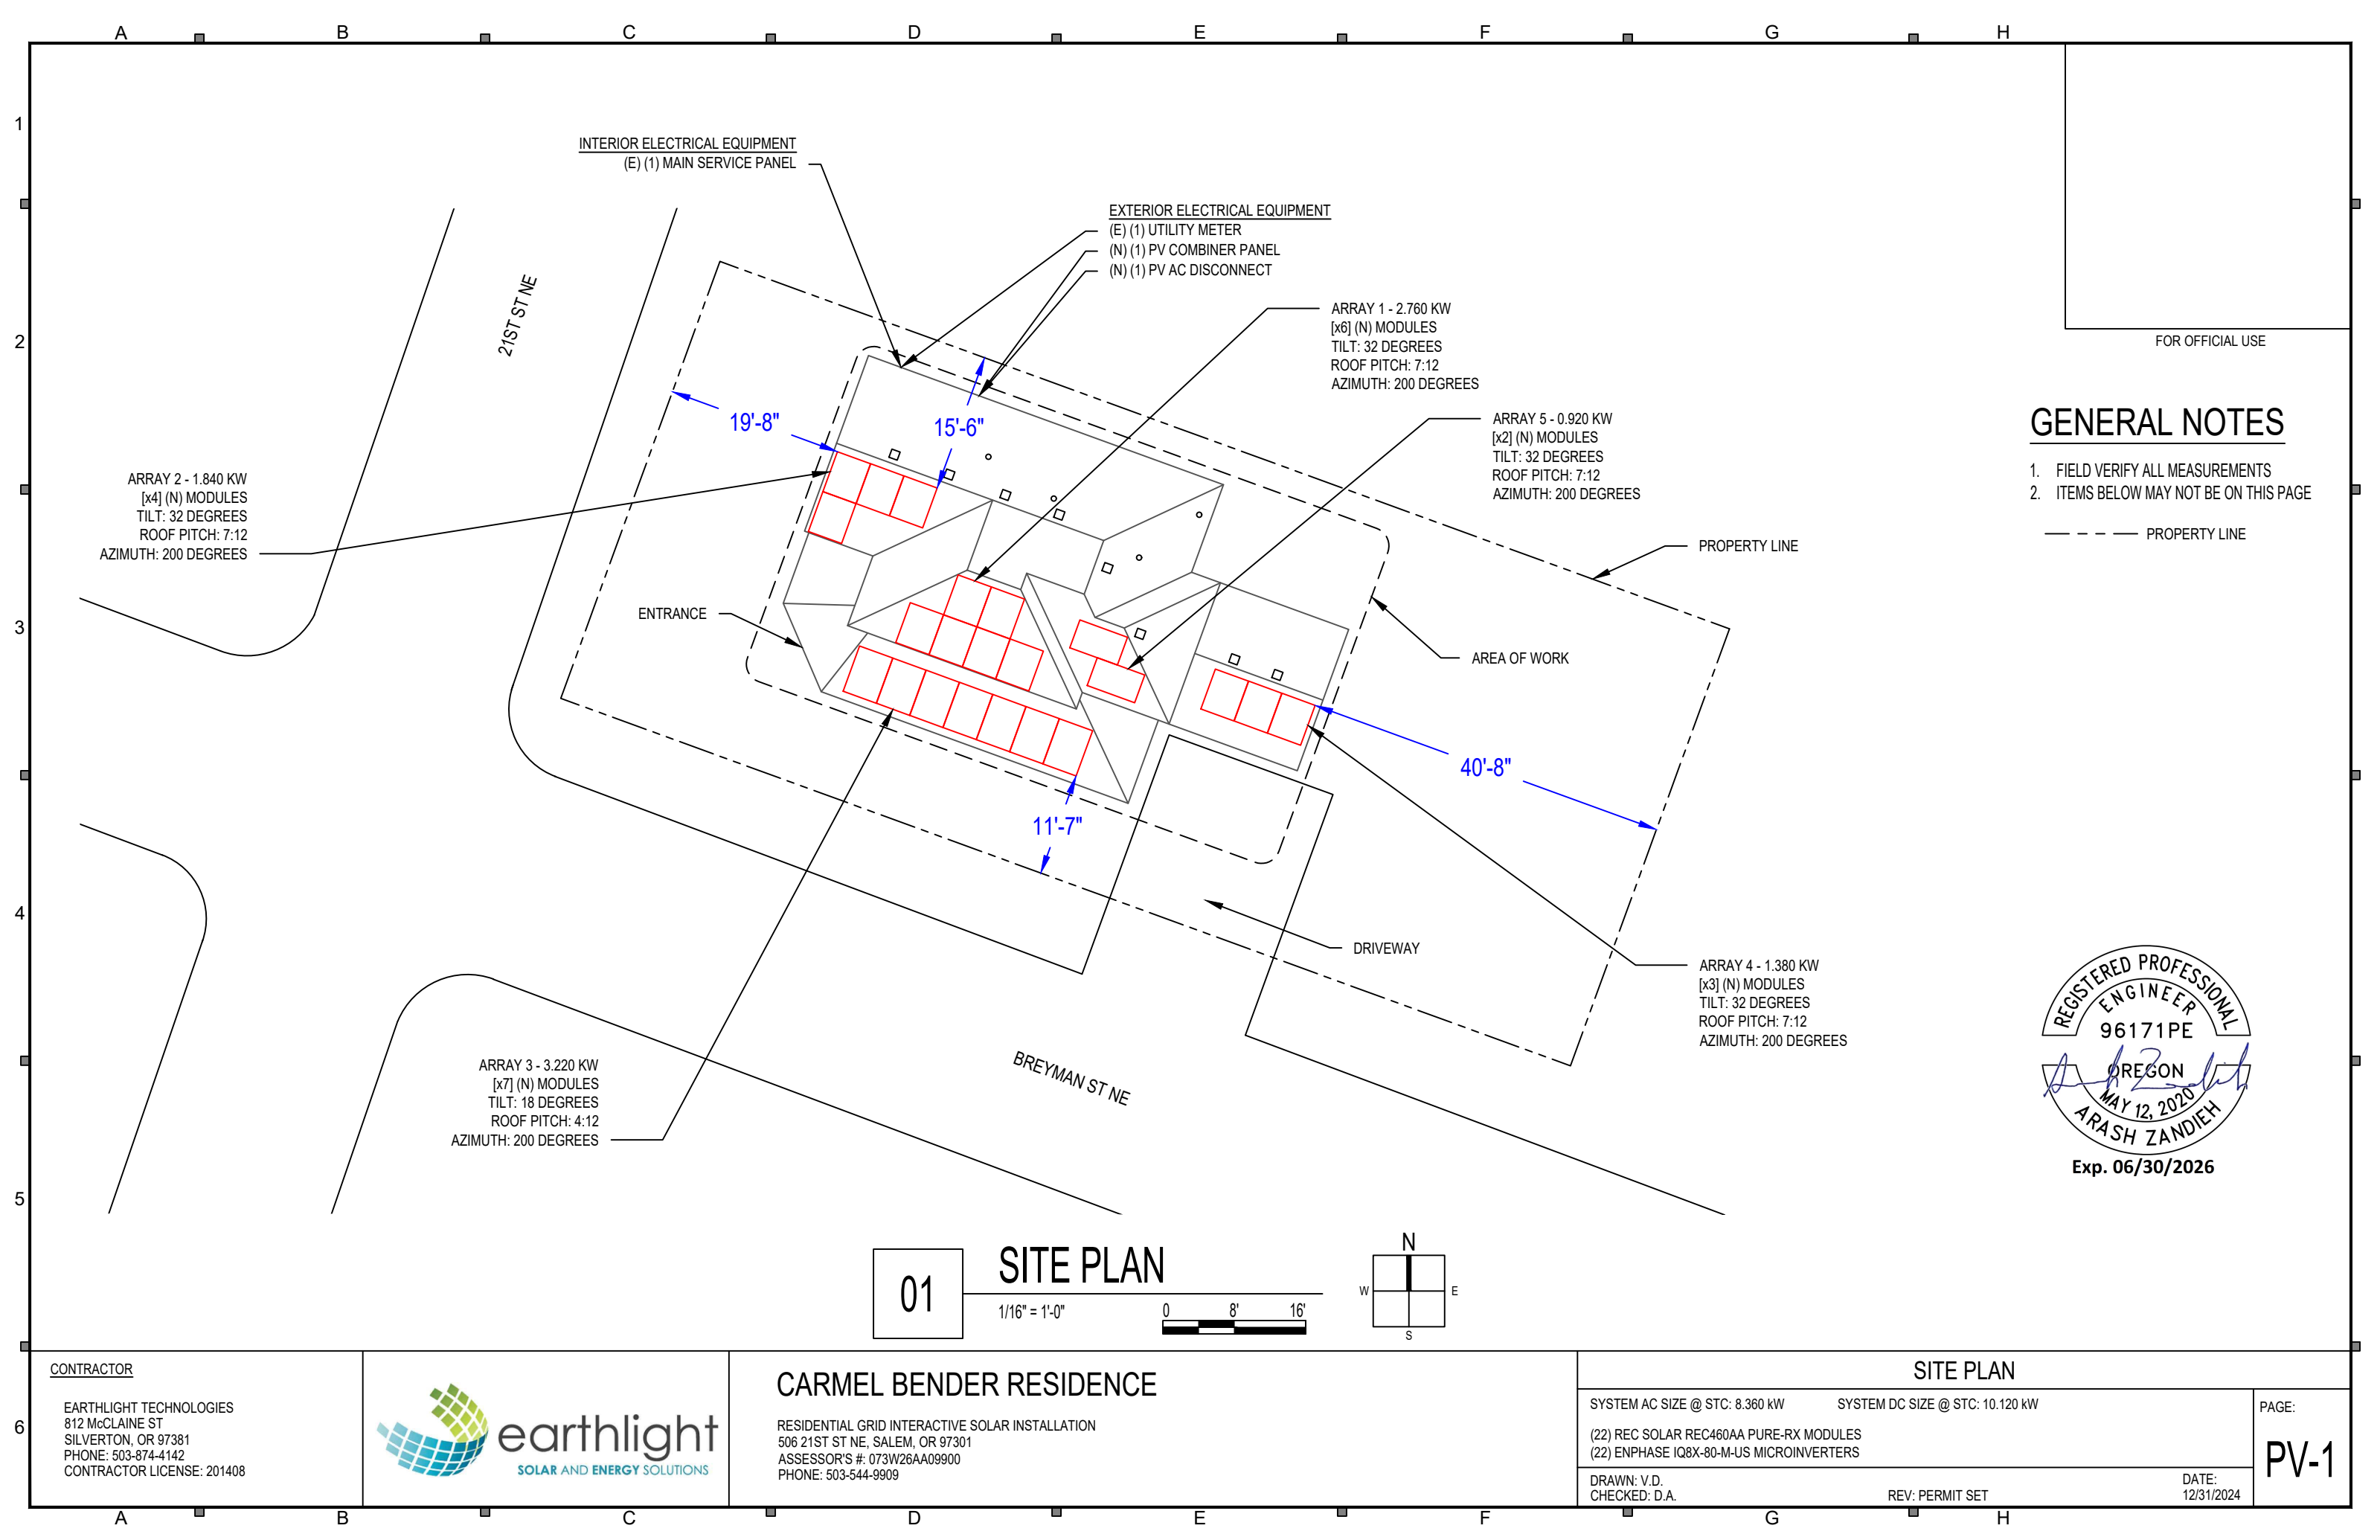 A B C D E F G H
1
2
3
4
5
6
INTERIOR ELECTRICAL EQUIPMENT
(E) (1) MAIN SERVICE PANEL
EXTERIOR ELECTRICAL EQUIPMENT
(E) (1) UTILITY METER
(N) (1) PV COMBINER PANEL
(N) (1) PV AC DISCONNECT
21ST ST NE
ARRAY 1 - 2.760 KW
[x6] (N) MODULES
TILT: 32 DEGREES
ROOF PITCH: 7:12
AZIMUTH: 200 DEGREES
ARRAY 5 - 0.920 KW
[x2] (N) MODULES
TILT: 32 DEGREES
ROOF PITCH: 7:12
AZIMUTH: 200 DEGREES
19'-8"
15'-6"
ARRAY 2 - 1.840 KW
[x4] (N) MODULES
TILT: 32 DEGREES
ROOF PITCH: 7:12
AZIMUTH: 200 DEGREES
PROPERTY LINE
ENTRANCE
AREA OF WORK
40'-8"
11'-7"
DRIVEWAY
ARRAY 4 - 1.380 KW
[x3] (N) MODULES
TILT: 32 DEGREES
ROOF PITCH: 7:12
AZIMUTH: 200 DEGREES
ARRAY 3 - 3.220 KW
[x7] (N) MODULES
TILT: 18 DEGREES
ROOF PITCH: 4:12
AZIMUTH: 200 DEGREES
BREYMAN ST NE
FOR OFFICIAL USE
GENERAL NOTES
1. FIELD VERIFY ALL MEASUREMENTS
2. ITEMS BELOW MAY NOT BE ON THIS PAGE
PROPERTY LINE
REGISTERED PROFESSIONAL
ENGINEER
96171PE
OREGON
MAY 12, 2020
ARASH ZANDIEH
Exp. 06/30/2026
01
SITE PLAN
1/16" = 1'-0"
0 8' 16'
N
W E
S
CONTRACTOR
EARTHLIGHT TECHNOLOGIES
812 McCLAINE ST
SILVERTON, OR 97381
PHONE: 503-874-4142
CONTRACTOR LICENSE: 201408
earthlight
SOLAR AND ENERGY SOLUTIONS
CARMEL BENDER RESIDENCE
RESIDENTIAL GRID INTERACTIVE SOLAR INSTALLATION
506 21ST ST NE, SALEM, OR 97301
ASSESSOR'S #: 073W26AA09900
PHONE: 503-544-9909
SITE PLAN
SYSTEM AC SIZE @ STC: 8.360 kW SYSTEM DC SIZE @ STC: 10.120 kW
(22) REC SOLAR REC460AA PURE-RX MODULES
(22) ENPHASE IQ8X-80-M-US MICROINVERTERS
DRAWN: V.D.
CHECKED: D.A.
REV: PERMIT SET
DATE:
12/31/2024
PAGE:
PV-1
A B C D E F G H